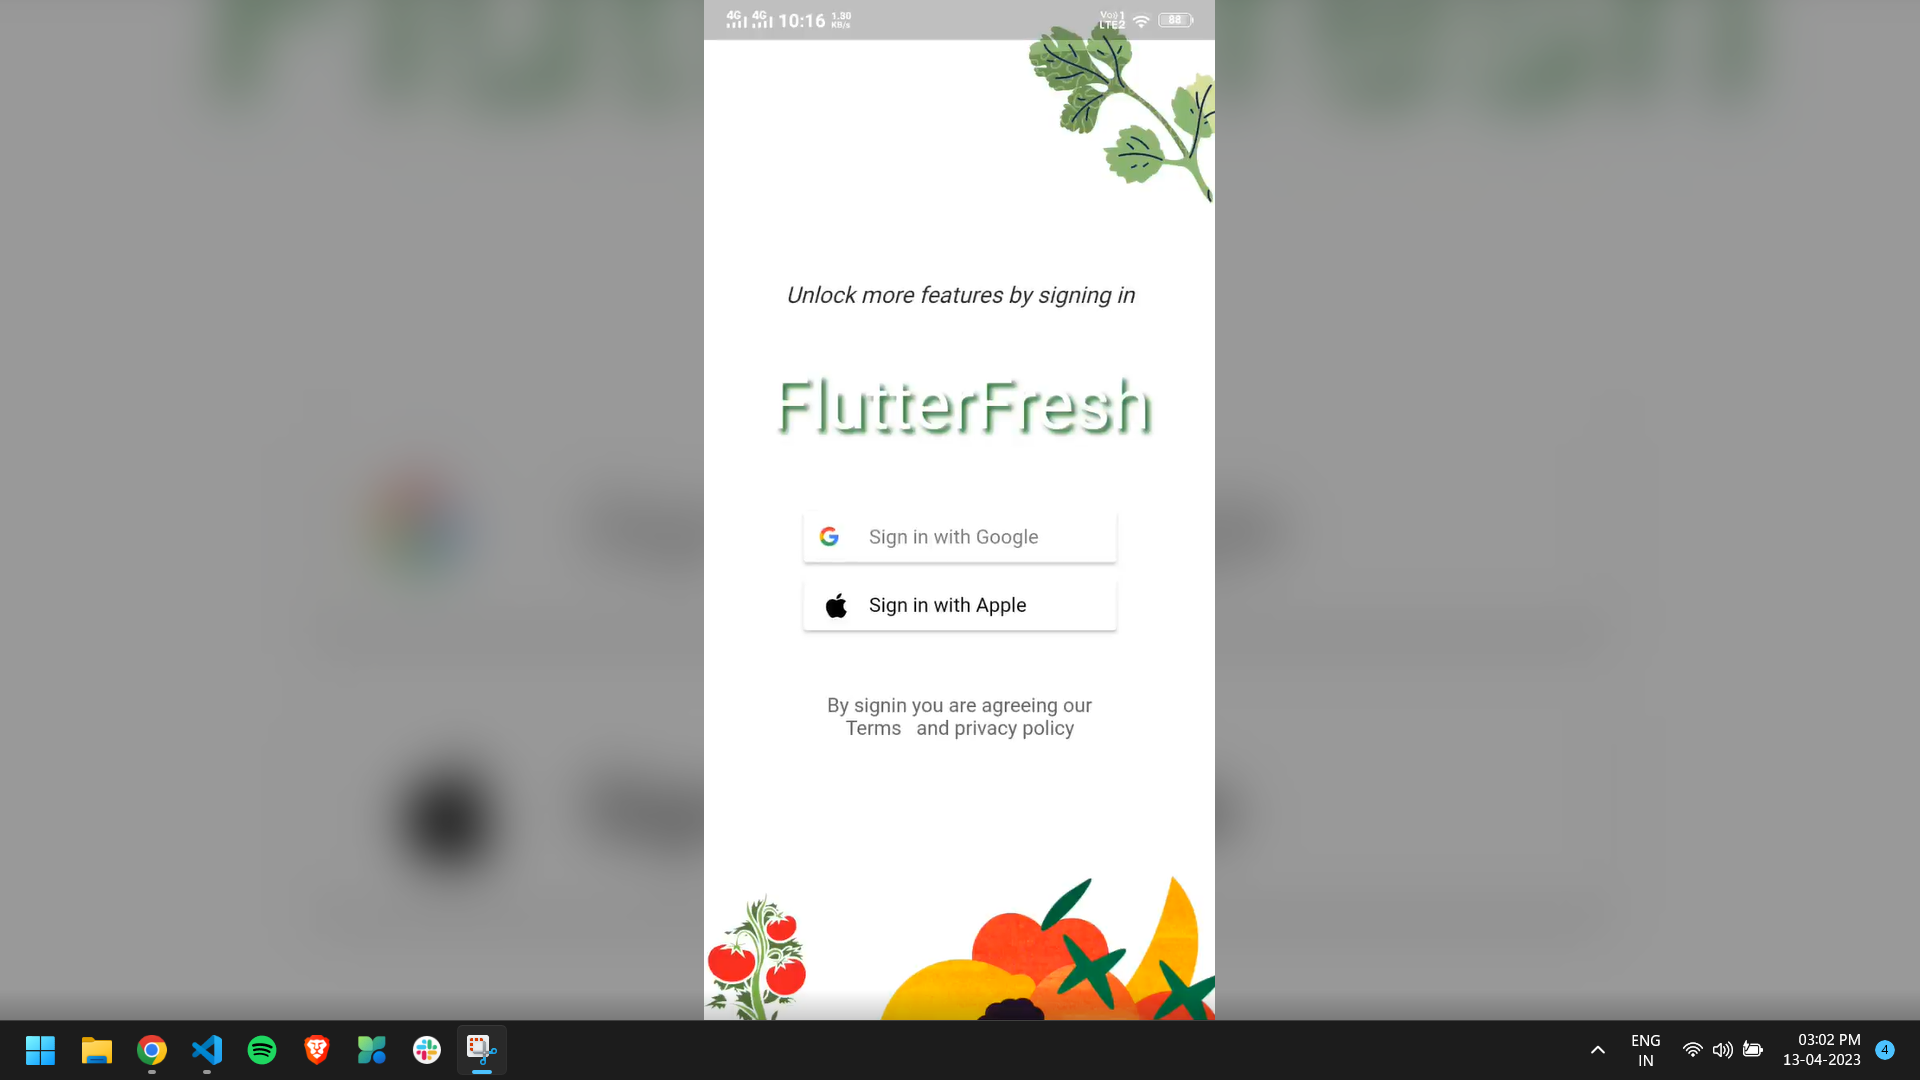 4G 4G 10:16 1.30 KB/s
Vo)) 1 LTE2 88
Unlock more features by signing in
FlutterFresh
Sign in with Google
Sign in with Apple
By signin you are agreeing our
Terms and privacy policy
ENG
IN
03:02 PM
13-04-2023
4